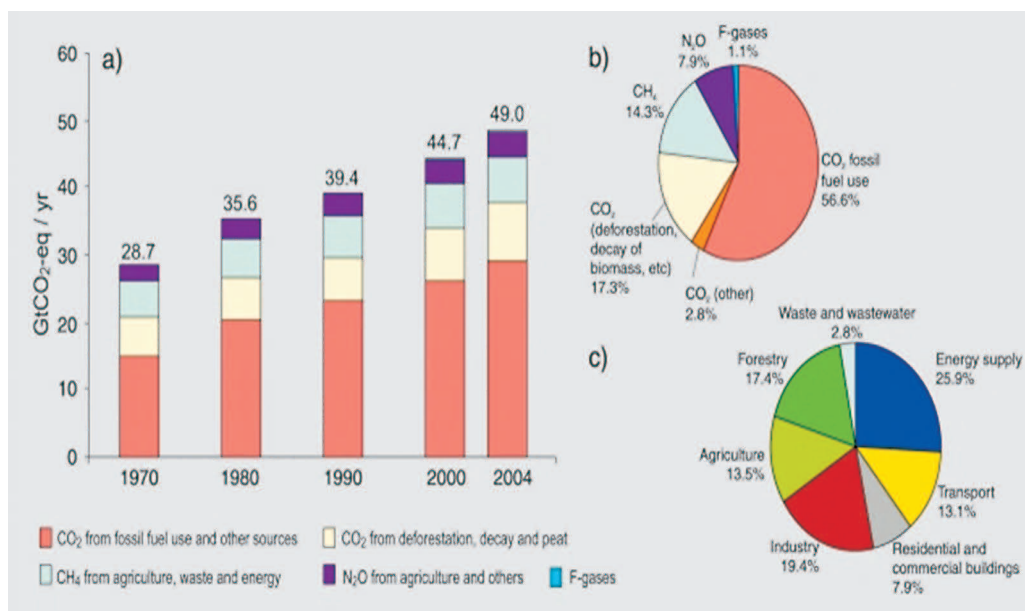 a)
60
50
40
30
20
10
0
GtCO₂-eq / yr
28.7
35.6
39.4
44.7
49.0
1970
1980
1990
2000
2004
CO₂ from fossil fuel use and other sources
CO₂ from deforestation, decay and peat
CH₄ from agriculture, waste and energy
N₂O from agriculture and others
F-gases
b)
F-gases
1.1%
N₂O
7.9%
CH₄
14.3%
CO₂ fossil
fuel use
56.6%
CO₂
(deforestation,
decay of
biomass, etc)
17.3%
CO₂ (other)
2.8%
c)
Waste and wastewater
2.8%
Forestry
17.4%
Energy supply
25.9%
Agriculture
13.5%
Transport
13.1%
Industry
19.4%
Residential and
commercial buildings
7.9%